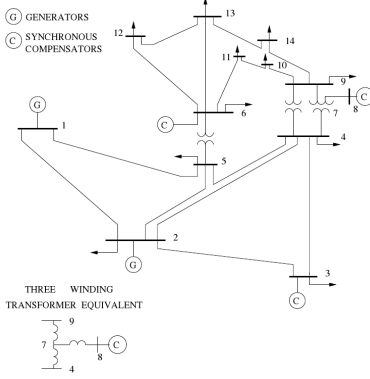 G GENERATORS
C SYNCHRONOUS
COMPENSATORS
13
12
14
11
10
9
C
8
7
C
6
G
1
4
5
2
G
3
C
THREE WINDING
TRANSFORMER EQUIVALENT
9
7
C
8
4